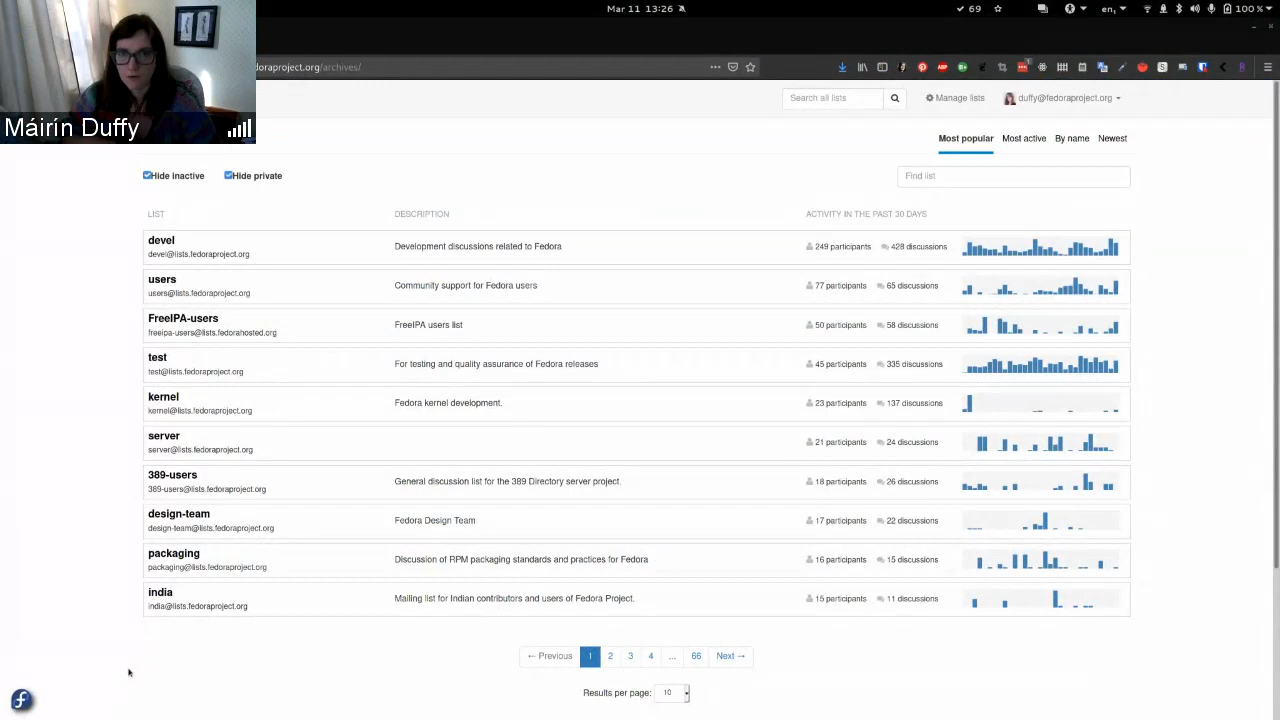 Mar 11 13:26
69
en₁
100 %
Máirín Duffy
doraproject.org/archives/
Search all lists
Manage lists
duffy@fedoraproject.org
Most popular
Most active
By name
Newest
Hide inactive
Hide private
Find list
LIST
DESCRIPTION
ACTIVITY IN THE PAST 30 DAYS
devel
devel@lists.fedoraproject.org
Development discussions related to Fedora
249 participants
428 discussions
users
users@lists.fedoraproject.org
Community support for Fedora users
77 participants
65 discussions
FreeIPA-users
freeipa-users@lists.fedorahosted.org
FreeIPA users list
50 participants
58 discussions
test
test@lists.fedoraproject.org
For testing and quality assurance of Fedora releases
45 participants
335 discussions
kernel
kernel@lists.fedoraproject.org
Fedora kernel development.
23 participants
137 discussions
server
server@lists.fedoraproject.org
21 participants
24 discussions
389-users
389-users@lists.fedoraproject.org
General discussion list for the 389 Directory server project.
18 participants
26 discussions
design-team
design-team@lists.fedoraproject.org
Fedora Design Team
17 participants
22 discussions
packaging
packaging@lists.fedoraproject.org
Discussion of RPM packaging standards and practices for Fedora
16 participants
15 discussions
india
india@lists.fedoraproject.org
Mailing list for Indian contributors and users of Fedora Project.
15 participants
11 discussions
← Previous 1 2 3 4 ... 66 Next →
Results per page: 10